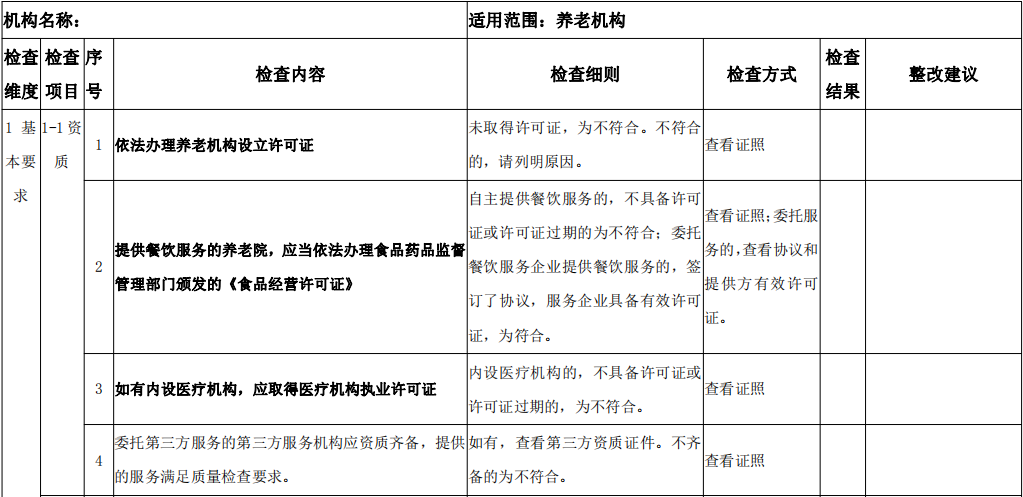 机构名称：
适用范围：养老机构
检查
维度
检查
项目
序
号
检查内容
检查细则
检查方式
检查
结果
整改建议
1 基
本要
求
1-1资
质
1
依法办理养老机构设立许可证
未取得许可证，为不符合。不符合
的，请列明原因。
查看证照
2
提供餐饮服务的养老院，应当依法办理食品药品监督
管理部门颁发的《食品经营许可证》
自主提供餐饮服务的，不具备许可
证或许可证过期的为不符合；委托
餐饮服务企业提供餐饮服务的，签
订了协议，服务企业具备有效许可
证，为符合。
查看证照；委托服
务的，查看协议和
提供方有效许可
证。
3
如有内设医疗机构，应取得医疗机构执业许可证
内设医疗机构的，不具备许可证或
许可证过期的，为不符合。
查看证照
4
委托第三方服务的第三方服务机构应资质齐备，提供
的服务满足质量检查要求。
如有，查看第三方资质证件。不齐
备的为不符合。
查看证照